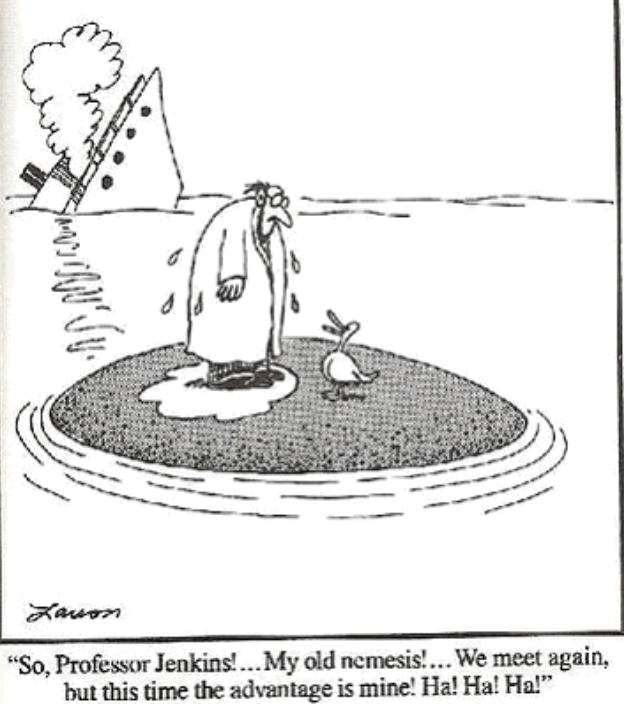 Larson
“So, Professor Jenkins!...My old nemesis!...We meet again,
but this time the advantage is mine! Ha! Ha! Ha!”